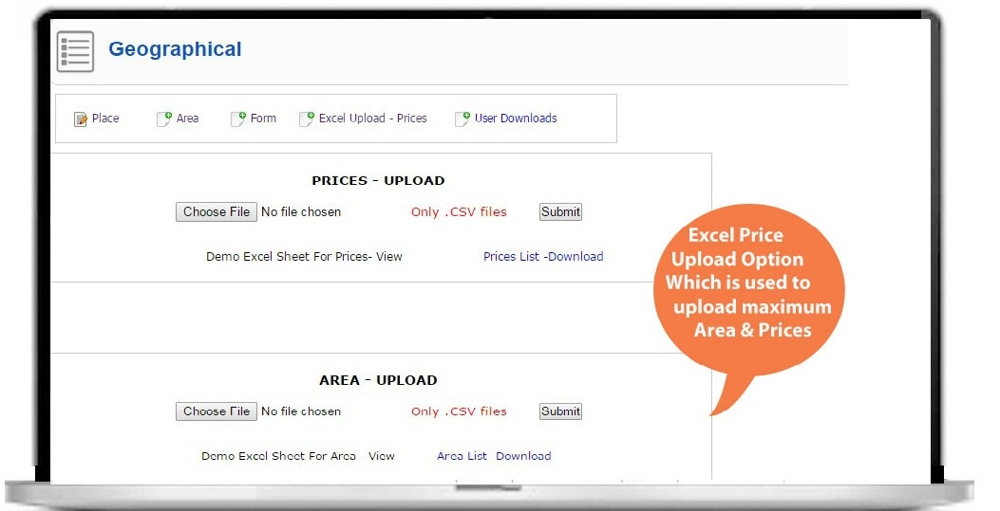 Geographical
Place Area Form Excel Upload - Prices User Downloads
PRICES - UPLOAD
Choose File No file chosen Only .CSV files Submit
Demo Excel Sheet For Prices- View Prices List -Download
Excel Price
Upload Option
Which is used to
upload maximum
Area & Prices
AREA - UPLOAD
Choose File No file chosen Only .CSV files Submit
Demo Excel Sheet For Area View Area List Download